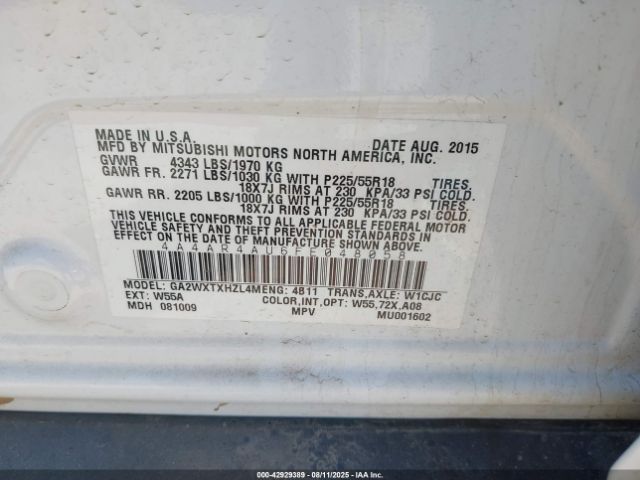 MADE IN U.S.A. DATE AUG. 2015
MFD BY MITSUBISHI MOTORS NORTH AMERICA, INC.
GVWR 4343 LBS/1970 KG
GAWR FR. 2271 LBS/1030 KG WITH P225/55R18 TIRES,
18X7J RIMS AT 230 KPA/33 PSI COLD.
GAWR RR. 2205 LBS/1000 KG WITH P225/55R18 TIRES,
18X7J RIMS AT 230 KPA/33 PSI COLD.
THIS VEHICLE CONFORMS TO ALL APPLICABLE FEDERAL MOTOR
VEHICLE SAFETY AND THEFT PREVENTION STANDARDS IN
EFFECT ON THE DATE OF MANUFACTURE SHOWN ABOVE.
4A4AR4AU6FE048058
MODEL: GA2WXTXHZL4MENG: 4B11 TRANS,AXLE: W1CJC
EXT: W55A COLOR,INT,OPT: W55,72X,A08
MDH 081009 MPV MU001602
000-42929389 | 08/11/2025 | IAA Inc.